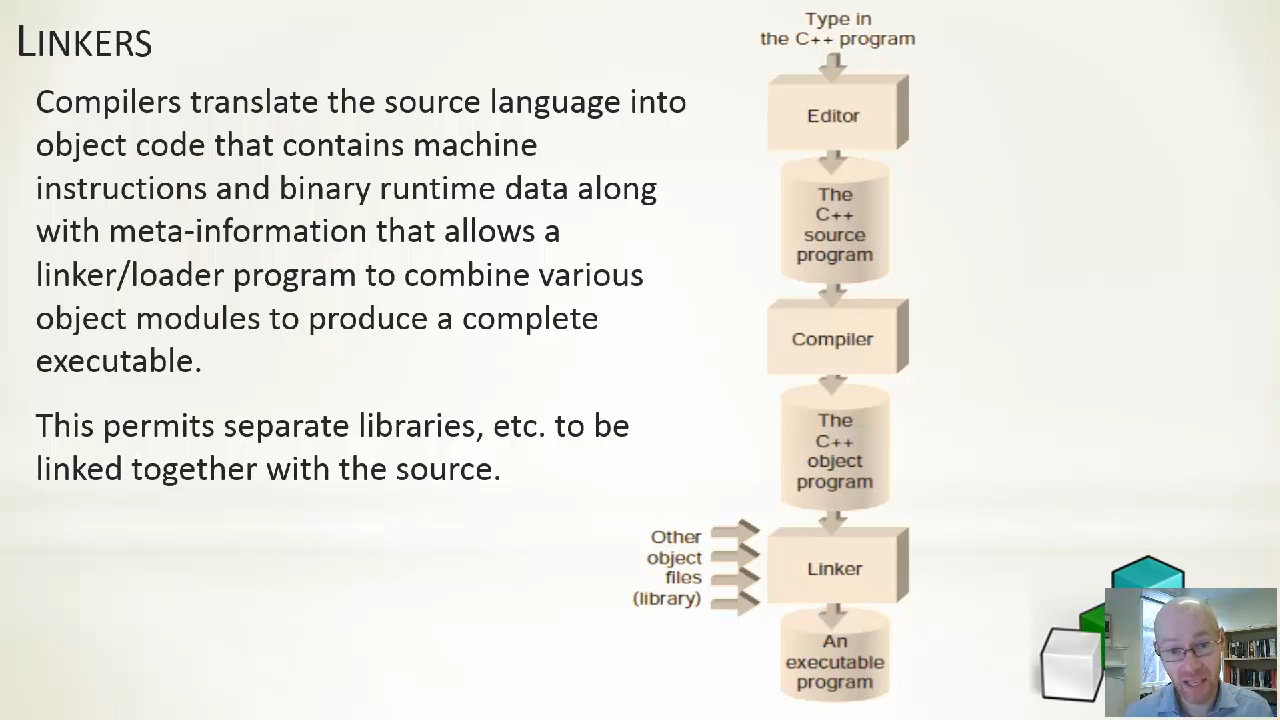 LINKERS
Compilers translate the source language into
object code that contains machine
instructions and binary runtime data along
with meta-information that allows a
linker/loader program to combine various
object modules to produce a complete
executable.
This permits separate libraries, etc. to be
linked together with the source.
Type in
the C++ program
Editor
The
C++
source
program
Compiler
The
C++
object
program
Other
object
files
(library)
Linker
An
executable
program